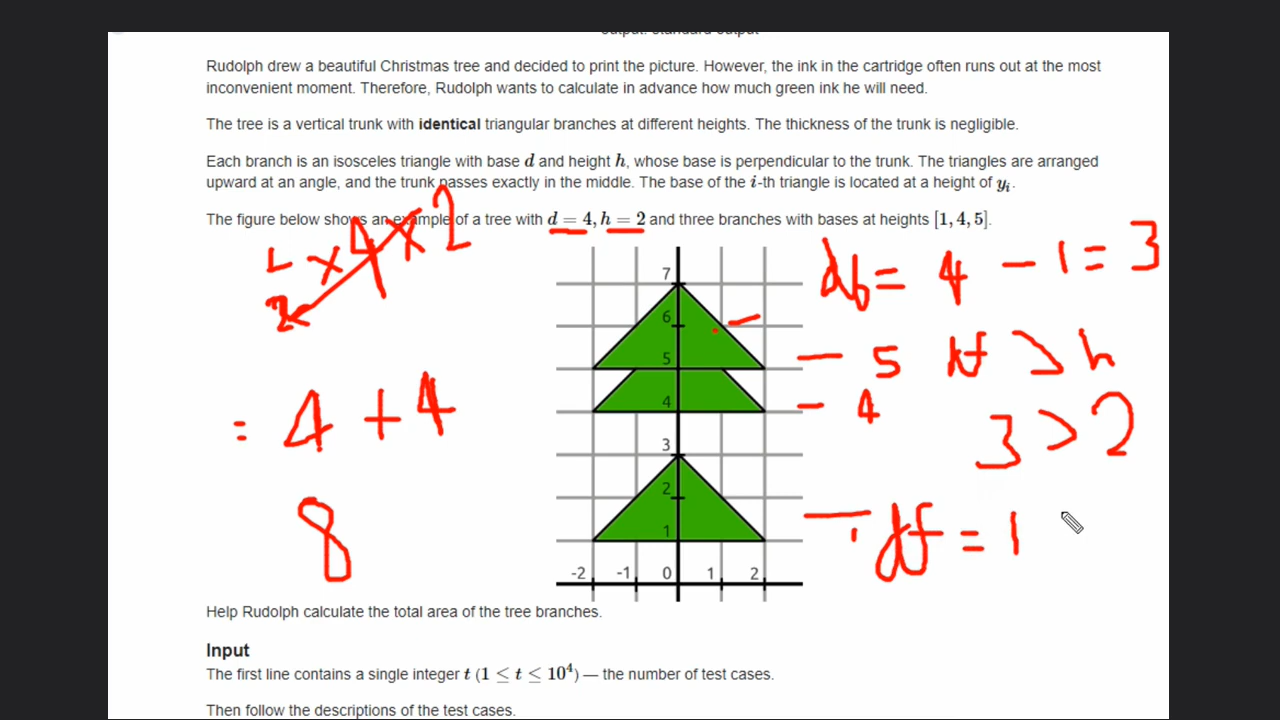 output: standard output
Rudolph drew a beautiful Christmas tree and decided to print the picture. However, the ink in the cartridge often runs out at the most
inconvenient moment. Therefore, Rudolph wants to calculate in advance how much green ink he will need.
The tree is a vertical trunk with identical triangular branches at different heights. The thickness of the trunk is negligible.
Each branch is an isosceles triangle with base d and height h, whose base is perpendicular to the trunk. The triangles are arranged
upward at an angle, and the trunk passes exactly in the middle. The base of the i-th triangle is located at a height of yᵢ.
The figure below shows an example of a tree with d = 4, h = 2 and three branches with bases at heights [1, 4, 5].
1/2 × 4 × 2
= 4 + 4
8
7
6
5
4
3
2
1
-2 -1 0 1 2
df = 4 - 1 = 3
- 5 df > h
- 4
3 > 2
- 1 df = 1
Help Rudolph calculate the total area of the tree branches.
Input
The first line contains a single integer t (1 ≤ t ≤ 10⁴) — the number of test cases.
Then follow the descriptions of the test cases.